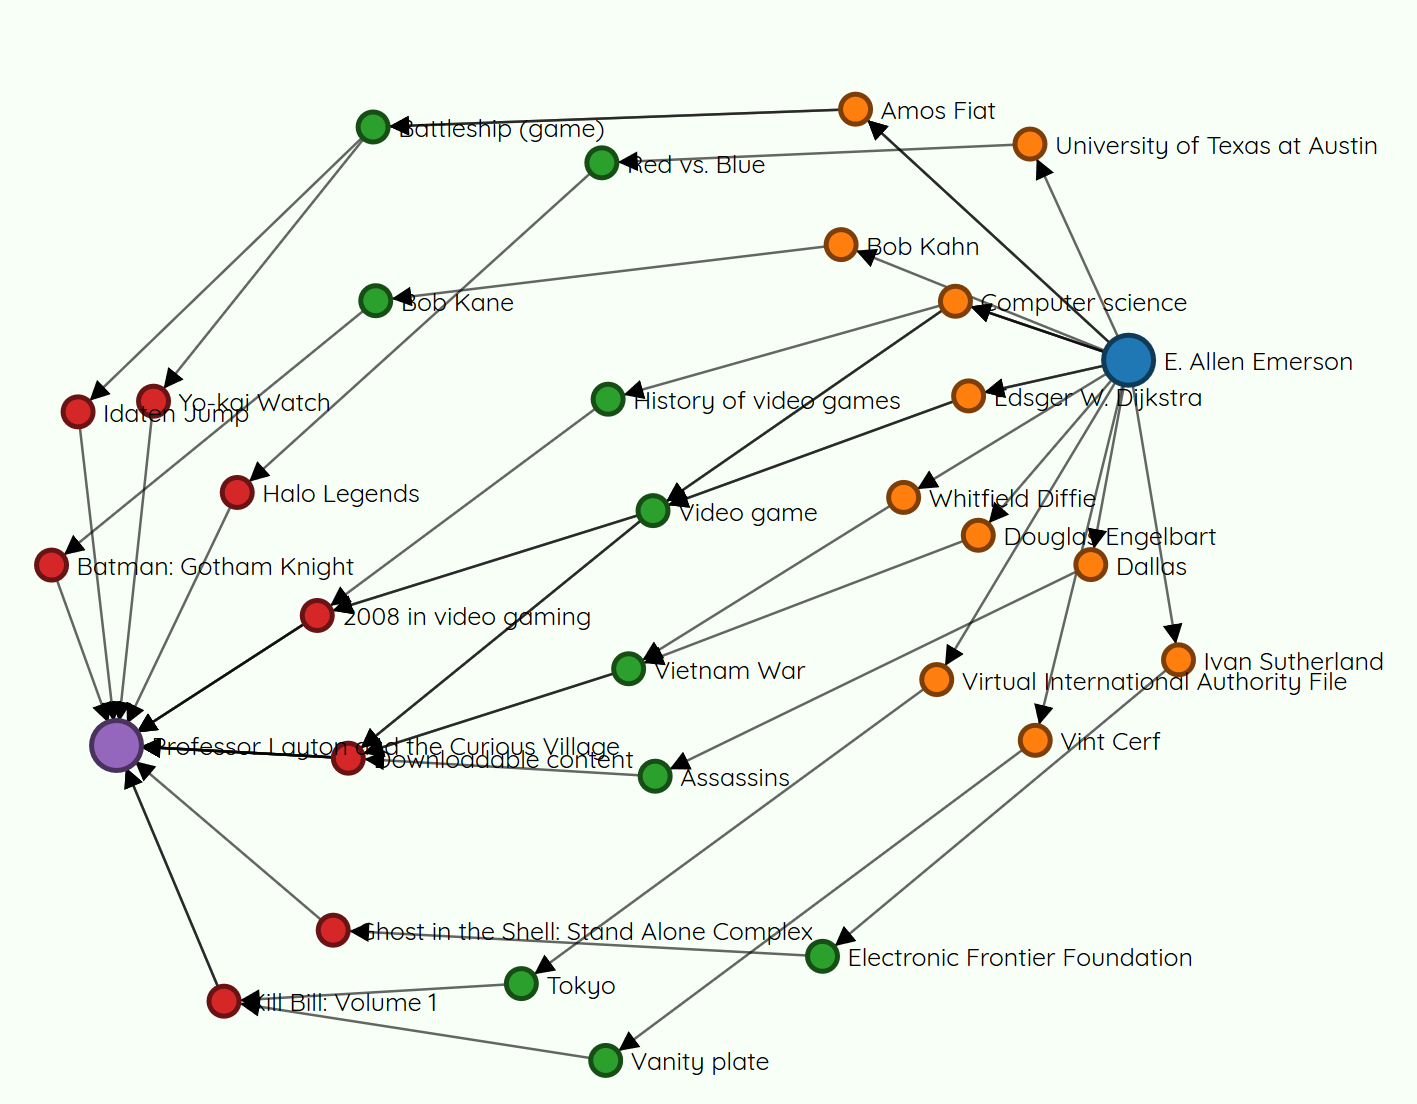 Amos Fiat
Battleship (game)
University of Texas at Austin
Red vs. Blue
Bob Kahn
Bob Kane
Computer science
E. Allen Emerson
Edsger W. Dijkstra
History of video games
Yo-kai Watch
Idaten Jump
Halo Legends
Whitfield Diffie
Video game
Douglas Engelbart
Batman: Gotham Knight
Dallas
2008 in video gaming
Ivan Sutherland
Vietnam War
Virtual International Authority File
Vint Cerf
Professor Layton and the Curious Village
Downloadable content
Assassins
Ghost in the Shell: Stand Alone Complex
Electronic Frontier Foundation
Tokyo
Kill Bill: Volume 1
Vanity plate